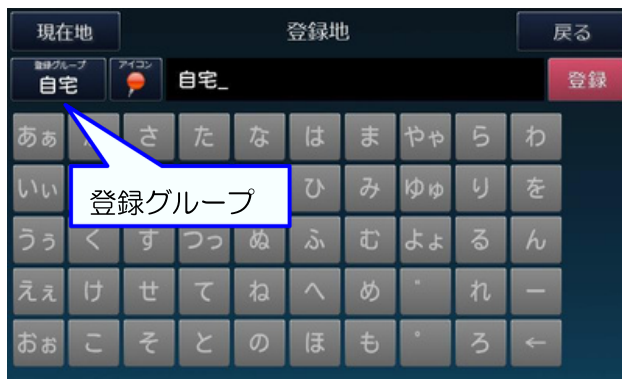 現在地 登録地 戻る
登録グループ アイコン
自宅 自宅_ 登録
あぁ さ た な は ま やゃ ら わ
いぃ ひ み ゆゅ り を
登録グループ
うぅ く す つっ ぬ ふ む よょ る ん
えぇ け せ て ね へ め ゛ れ ー
おぉ こ そ と の ほ も ゜ ろ ←